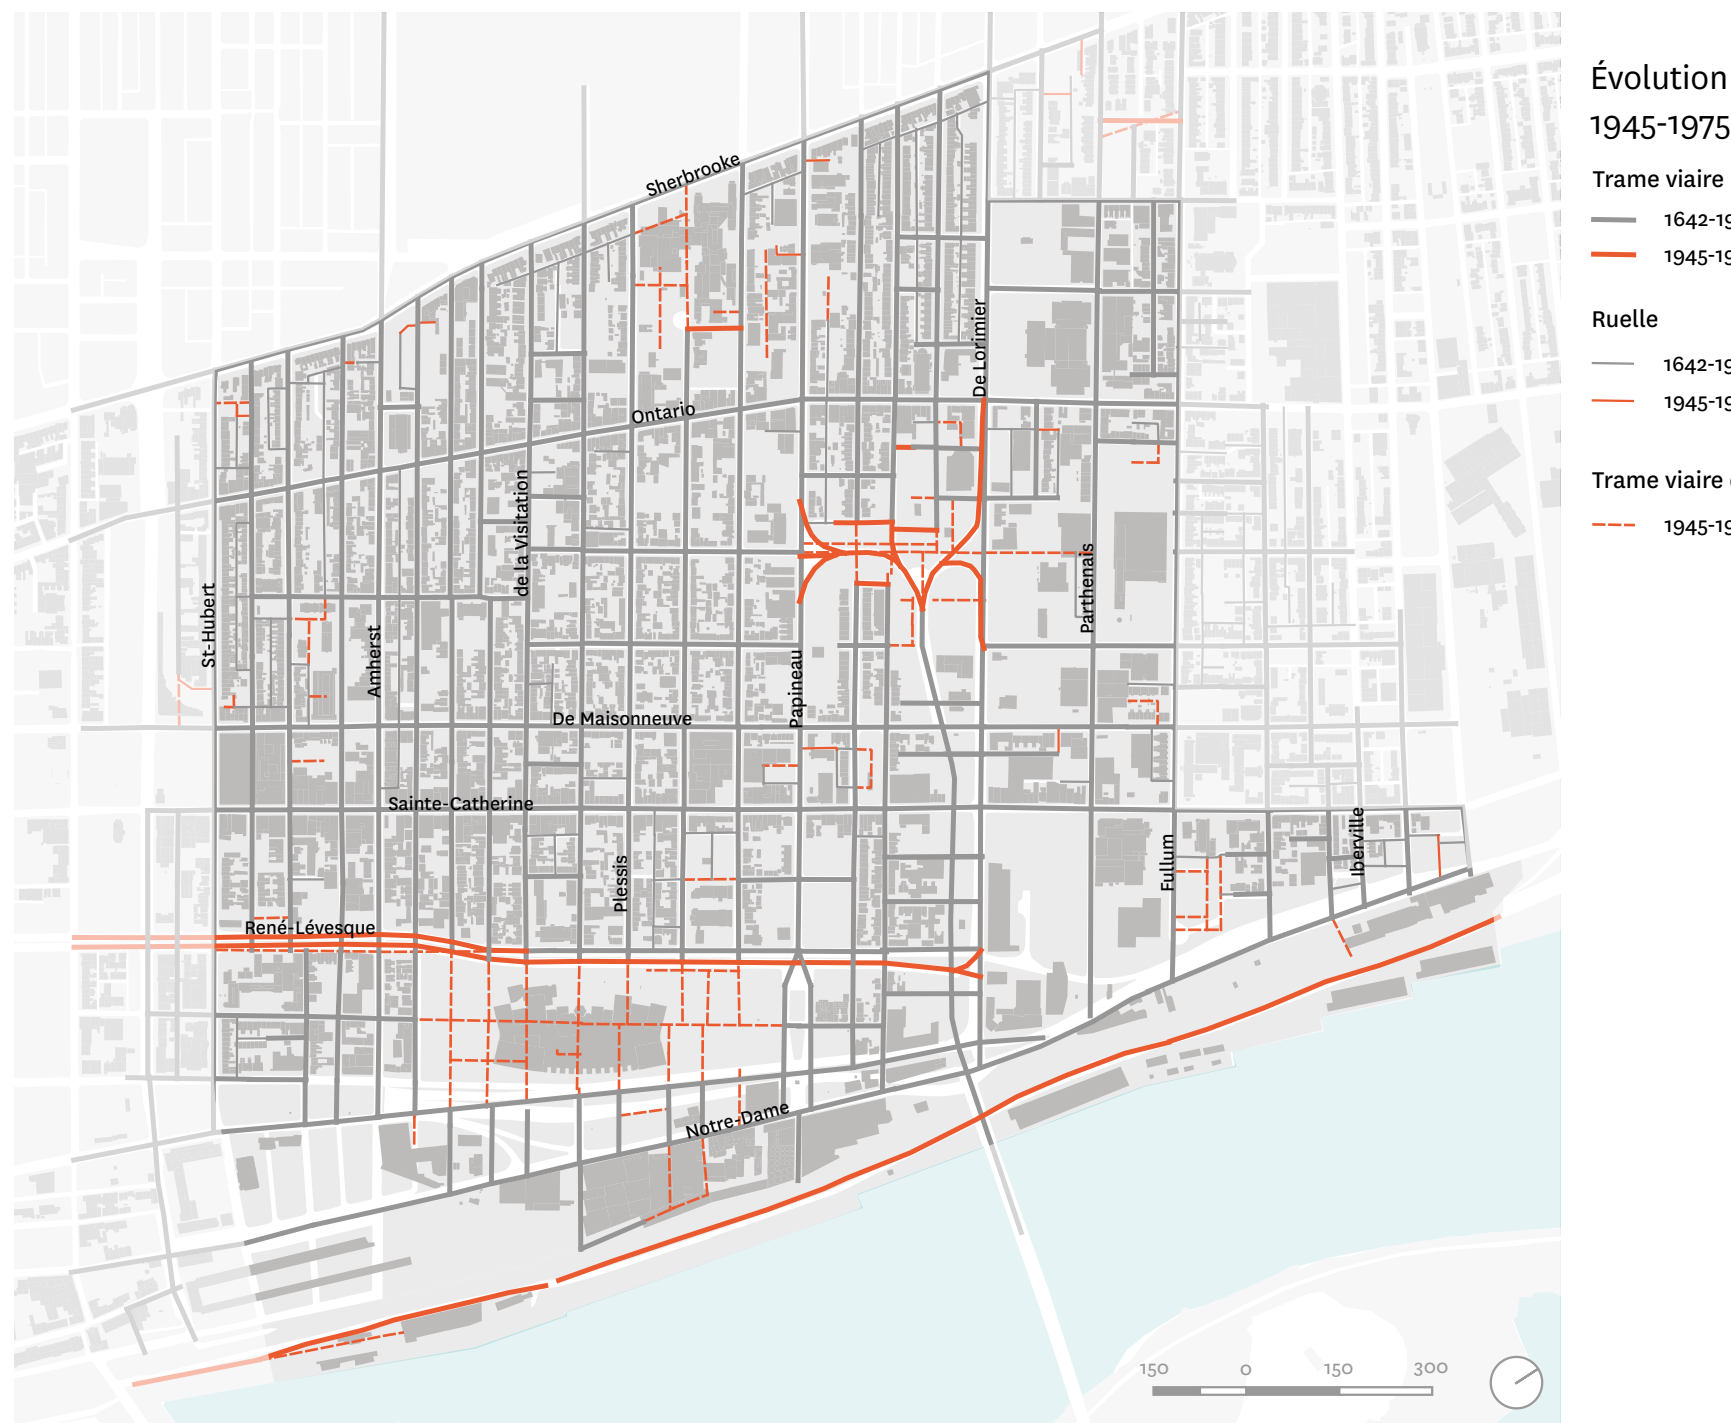 Évolution
1945-1975
Trame viaire
1642-19
1945-19
Ruelle
1642-19
1945-19
Trame viaire
1945-19
Sherbrooke
Ontario
De Lorimier
de la Visitation
St-Hubert
Amherst
Papineau
Parthenais
De Maisonneuve
Sainte-Catherine
Plessis
Fullum
Iberville
René-Lévesque
Notre-Dame
150 0 150 300